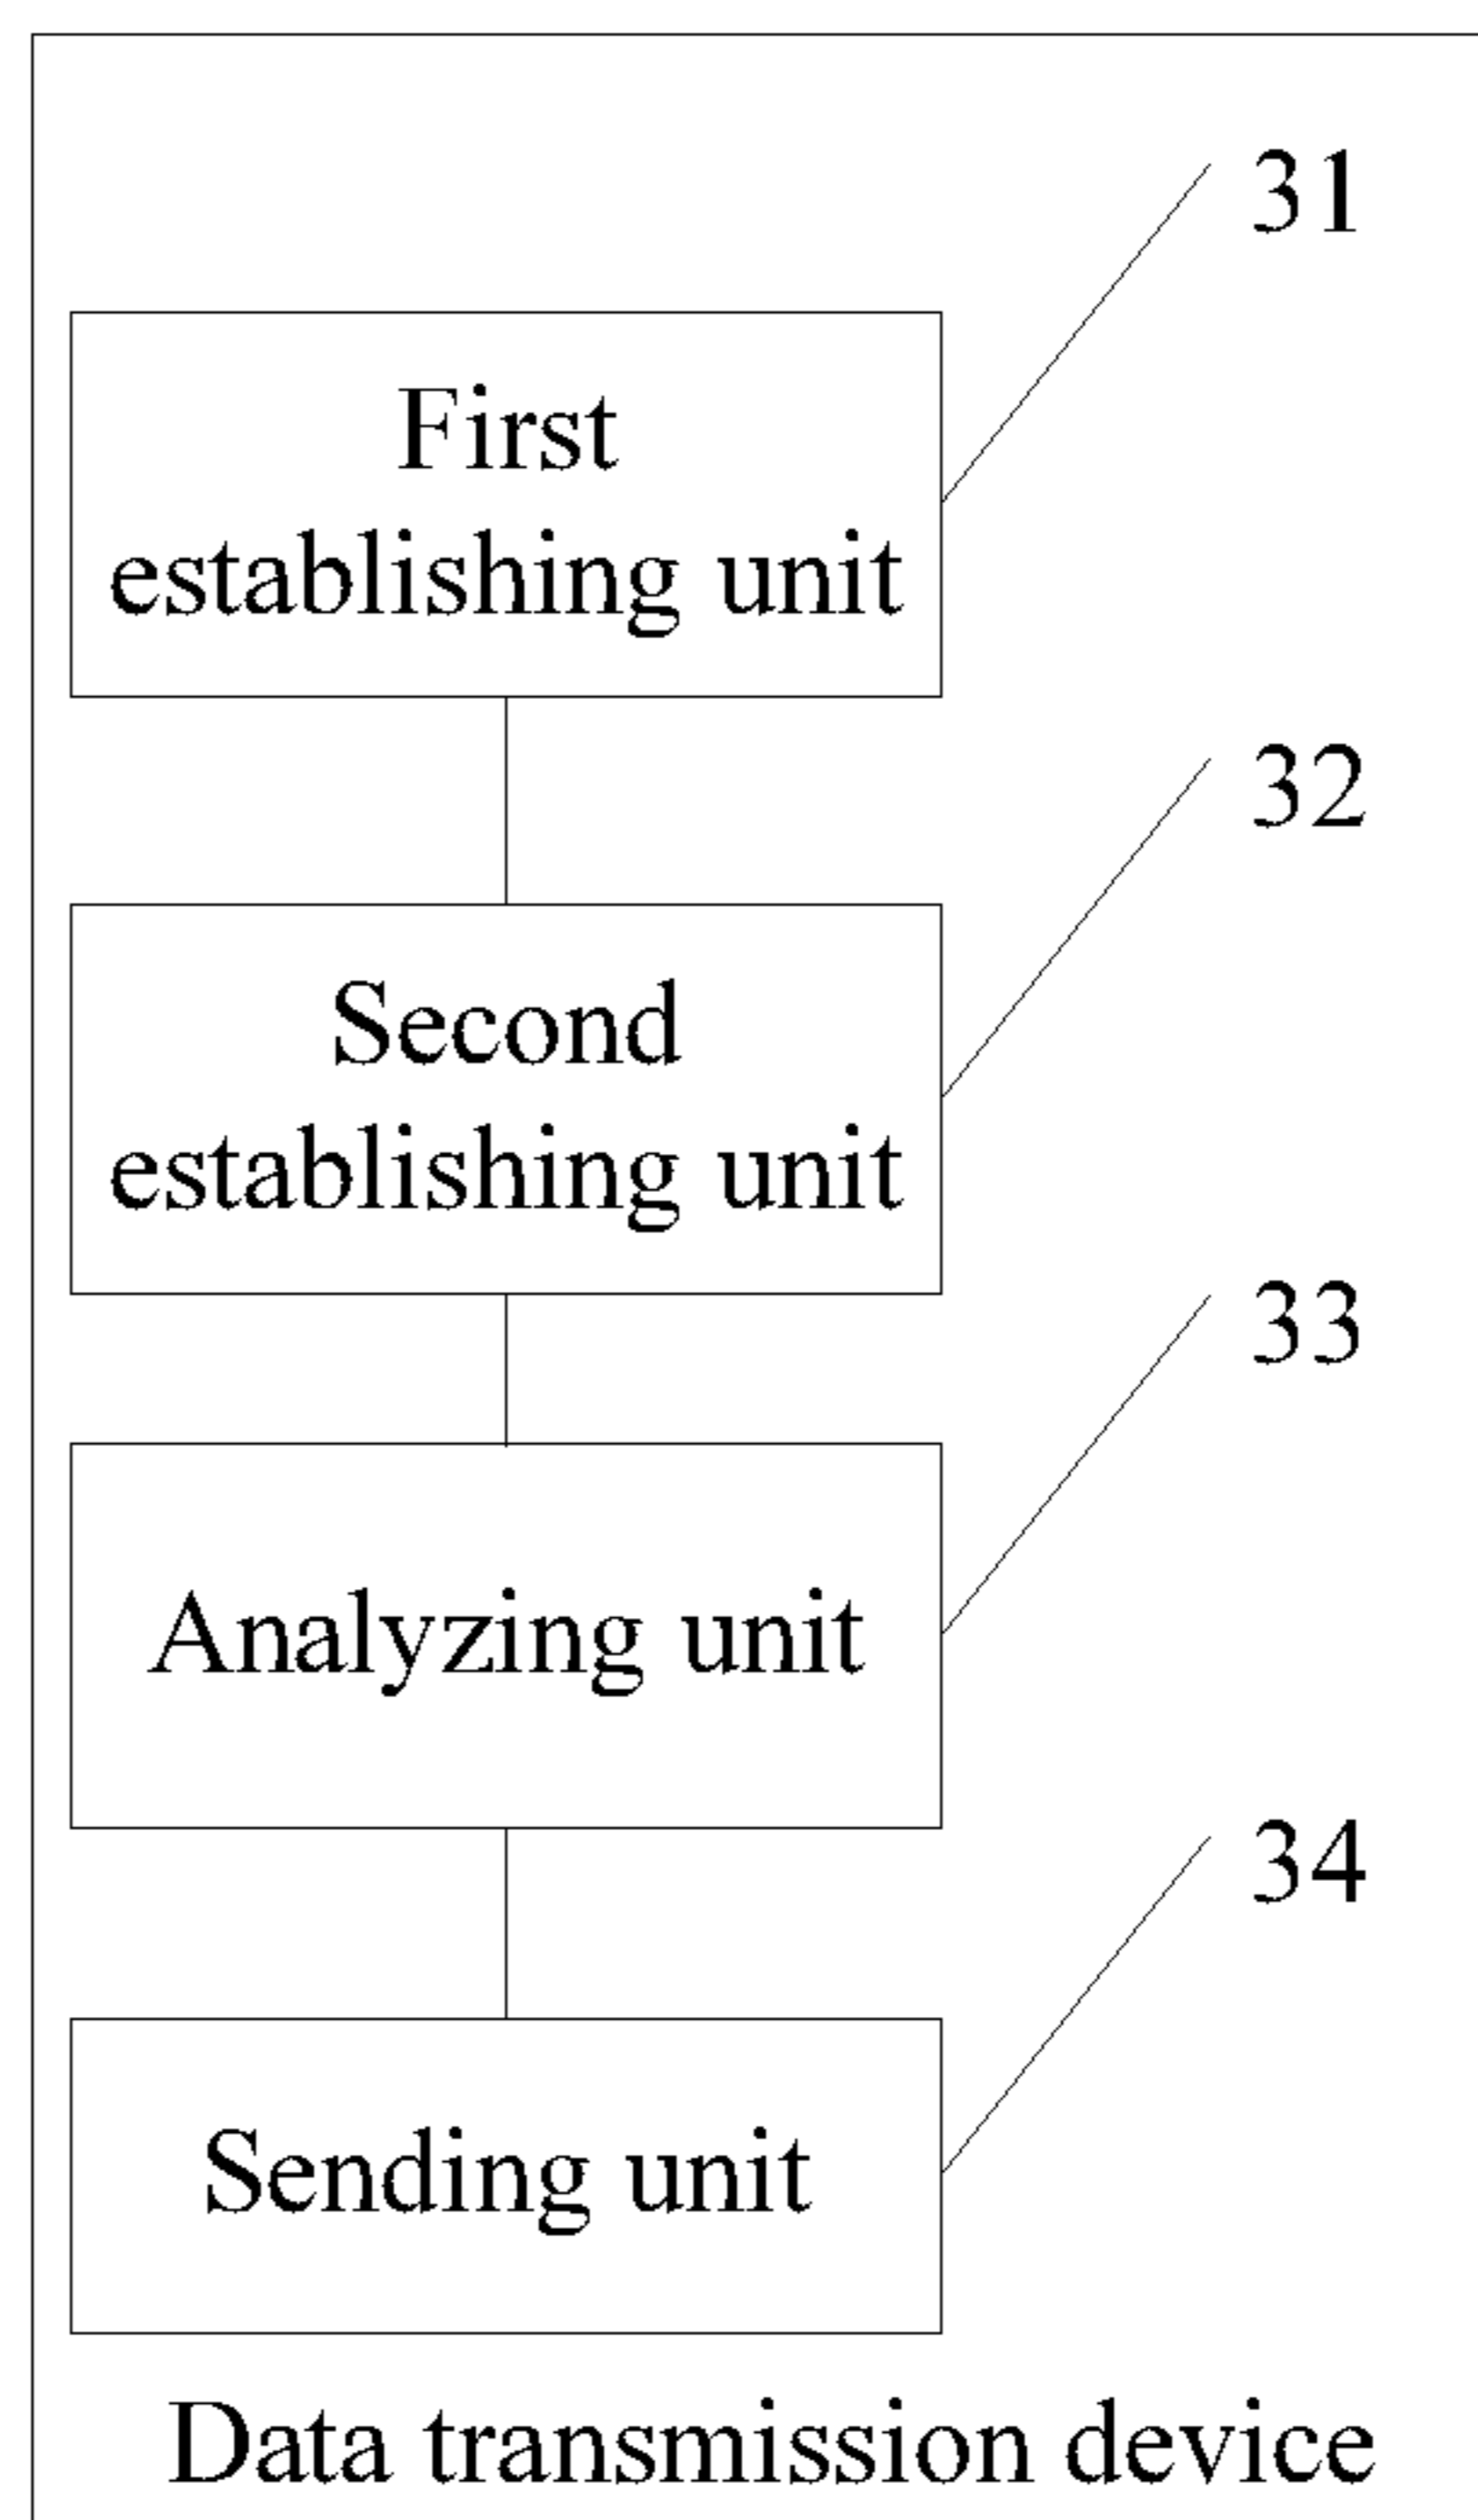 31
First
establishing unit
32
Second
establishing unit
33
Analyzing unit
34
Sending unit
Data transmission device